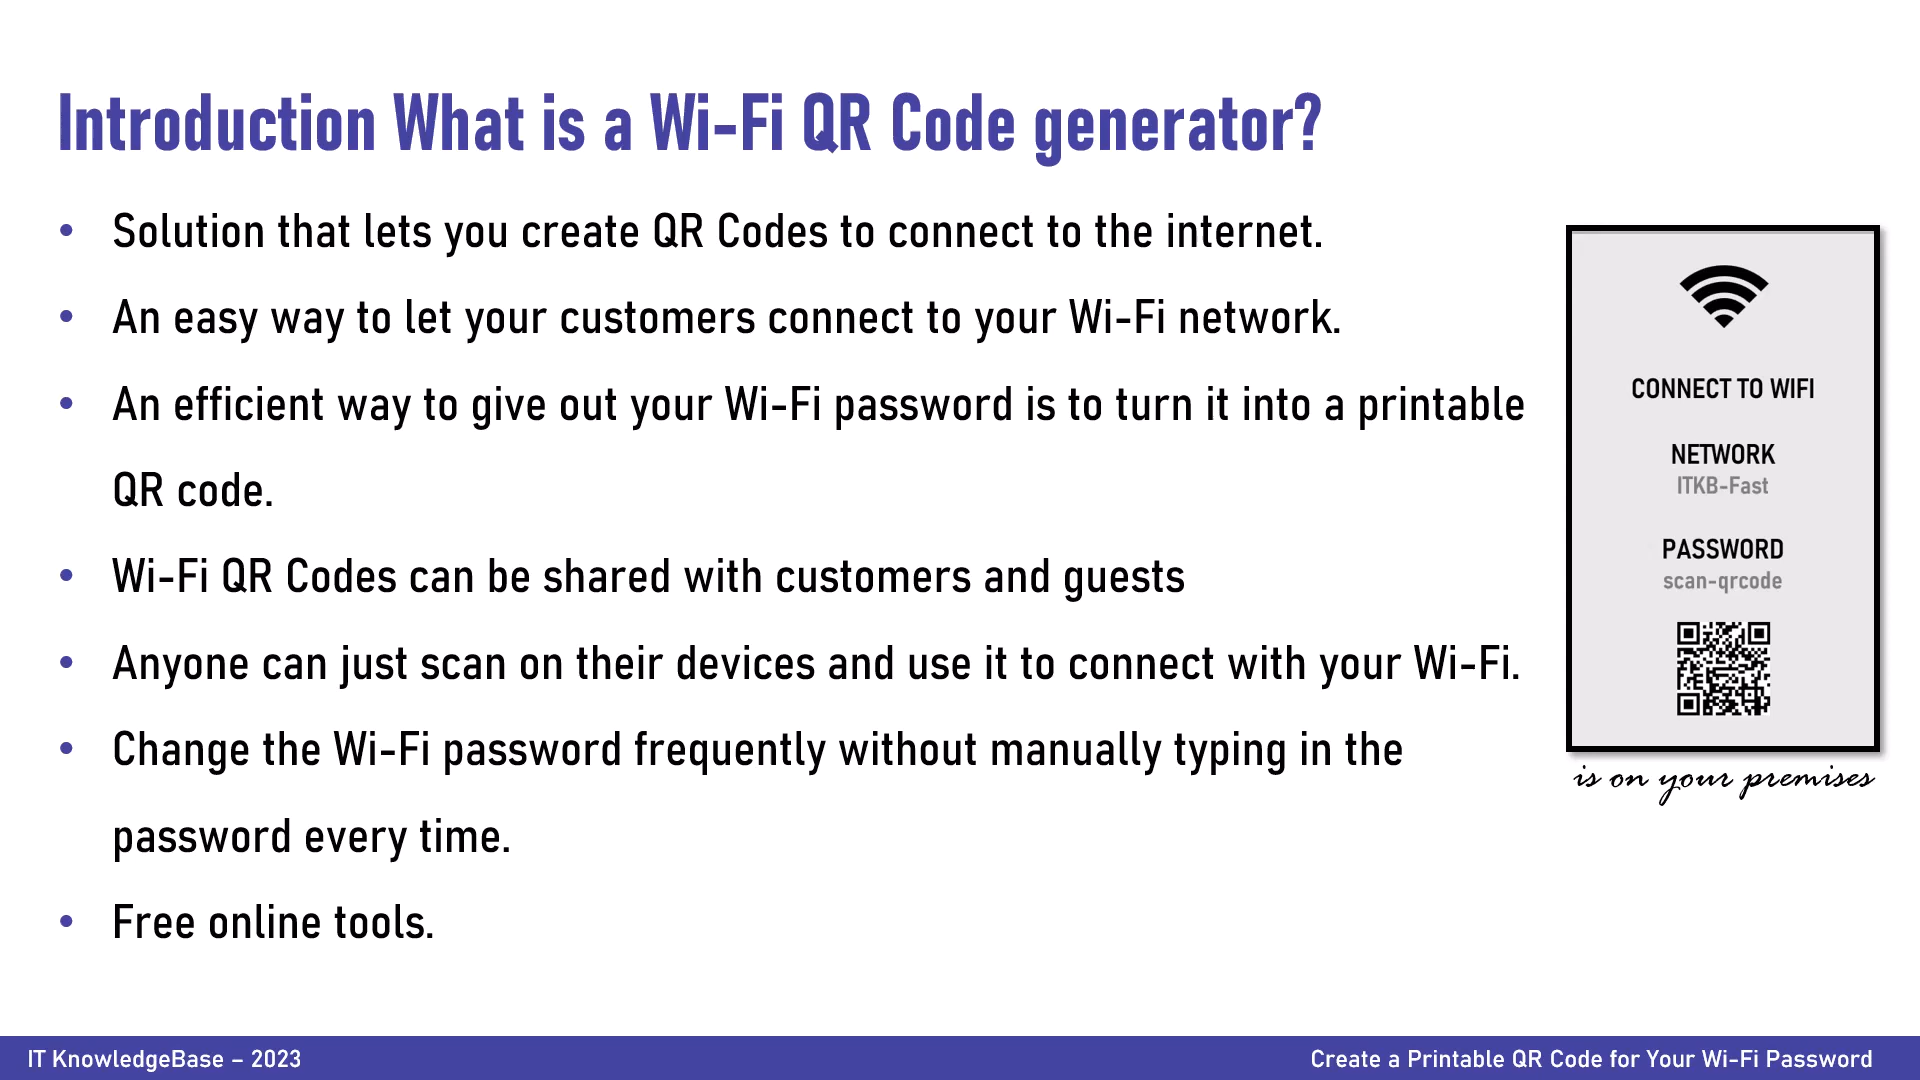 Introduction What is a Wi-Fi QR Code generator?
• Solution that lets you create QR Codes to connect to the internet.
• An easy way to let your customers connect to your Wi-Fi network.
• An efficient way to give out your Wi-Fi password is to turn it into a printable
QR code.
• Wi-Fi QR Codes can be shared with customers and guests
• Anyone can just scan on their devices and use it to connect with your Wi-Fi.
• Change the Wi-Fi password frequently without manually typing in the
password every time.
• Free online tools.
CONNECT TO WIFI
NETWORK
ITKB-Fast
PASSWORD
scan-qrcode
is on your premises
IT KnowledgeBase – 2023
Create a Printable QR Code for Your Wi-Fi Password